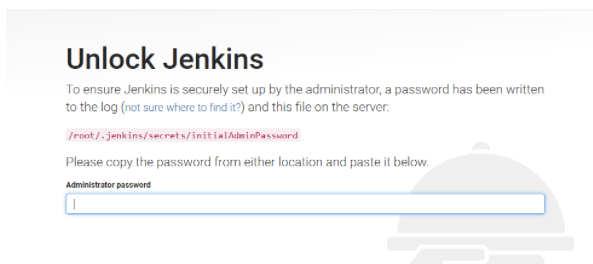 Unlock Jenkins
To ensure Jenkins is securely set up by the administrator, a password has been written
to the log (not sure where to find it?) and this file on the server:
/root/.jenkins/secrets/initialAdminPassword
Please copy the password from either location and paste it below.
Administrator password